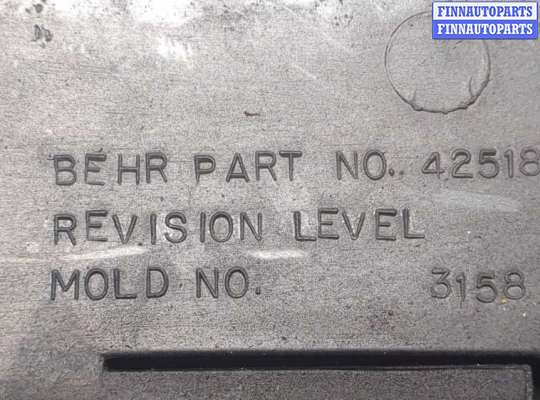 FINNAUTOPARTS
FINNAUTOPARTS
BEHR PART NO. 42518
REVISION LEVEL
MOLD NO. 3158